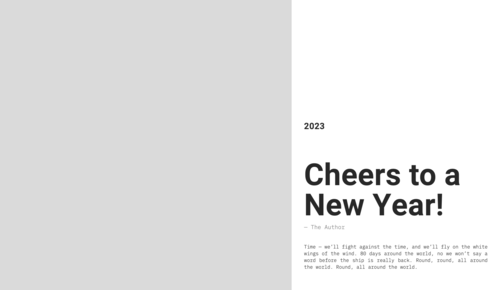 2023
Cheers to a
New Year!
— The Author
Time — we'll fight against the time, and we'll fly on the white
wings of the wind. 80 days around the world, no we won't say a
word before the ship is really back. Round, round, all around
the world. Round, all around the world.